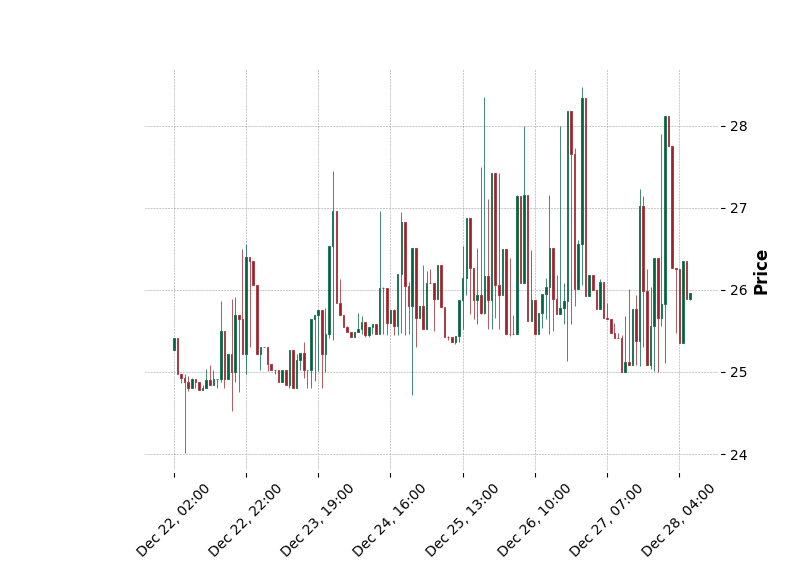 28
27
26
25
24
Price
Dec 22, 02:00
Dec 22, 22:00
Dec 23, 19:00
Dec 24, 16:00
Dec 25, 13:00
Dec 26, 10:00
Dec 27, 07:00
Dec 28, 04:00